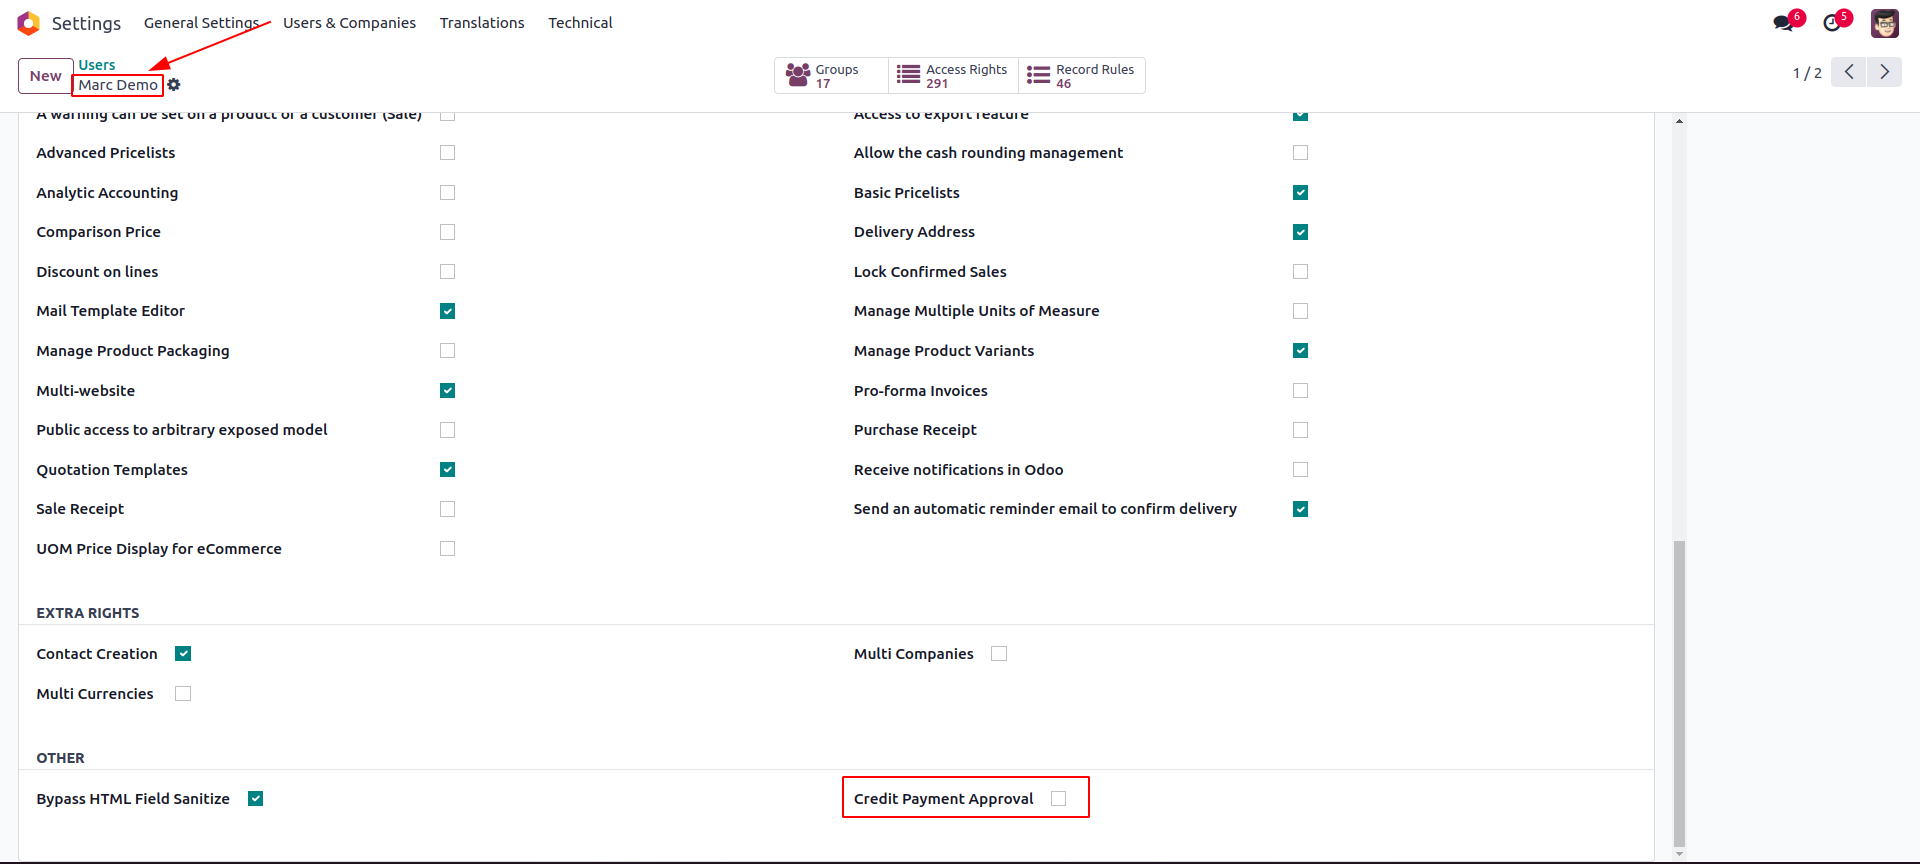 Settings General Settings Users & Companies Translations Technical 6 5
New Users
Marc Demo
Groups 17
Access Rights 291
Record Rules 46
1 / 2
A warning can be set on a product or a customer (Sale) Access to export feature
Advanced Pricelists Allow the cash rounding management
Analytic Accounting Basic Pricelists
Comparison Price Delivery Address
Discount on lines Lock Confirmed Sales
Mail Template Editor Manage Multiple Units of Measure
Manage Product Packaging Manage Product Variants
Multi-website Pro-forma Invoices
Public access to arbitrary exposed model Purchase Receipt
Quotation Templates Receive notifications in Odoo
Sale Receipt Send an automatic reminder email to confirm delivery
UOM Price Display for eCommerce
EXTRA RIGHTS
Contact Creation Multi Companies
Multi Currencies
OTHER
Bypass HTML Field Sanitize Credit Payment Approval